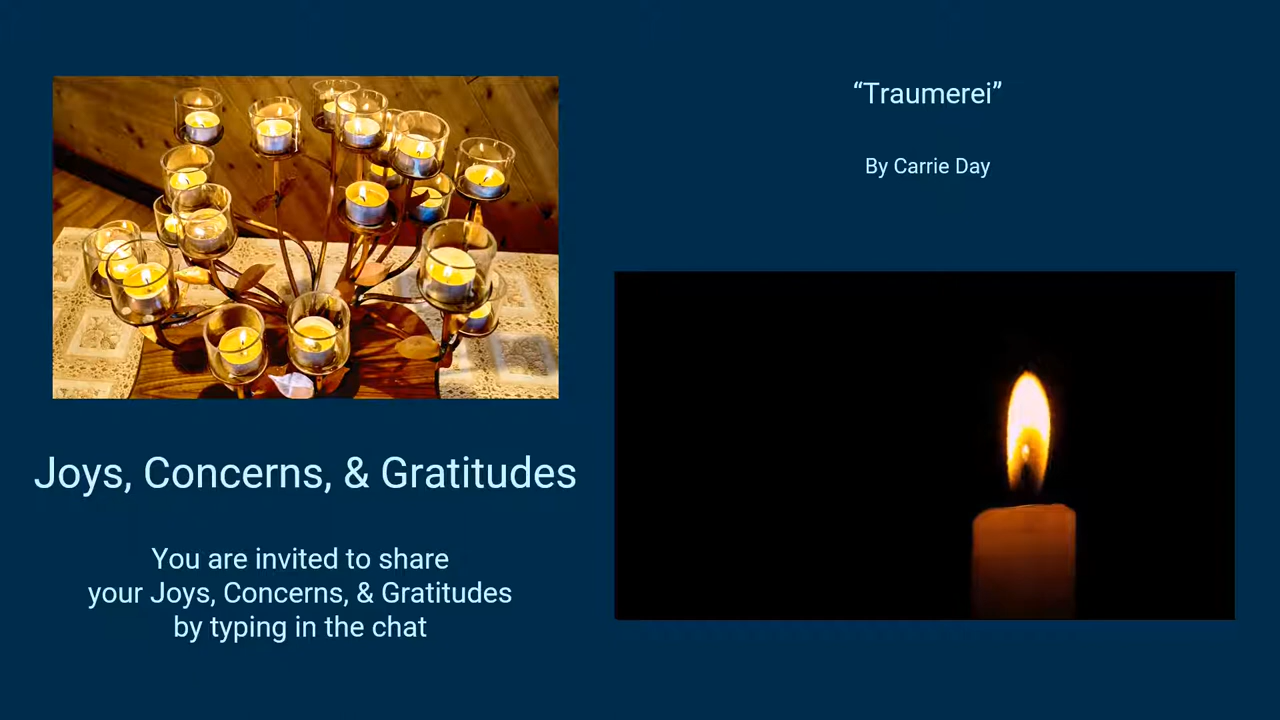 “Traumerei”
By Carrie Day
Joys, Concerns, & Gratitudes
You are invited to share
your Joys, Concerns, & Gratitudes
by typing in the chat